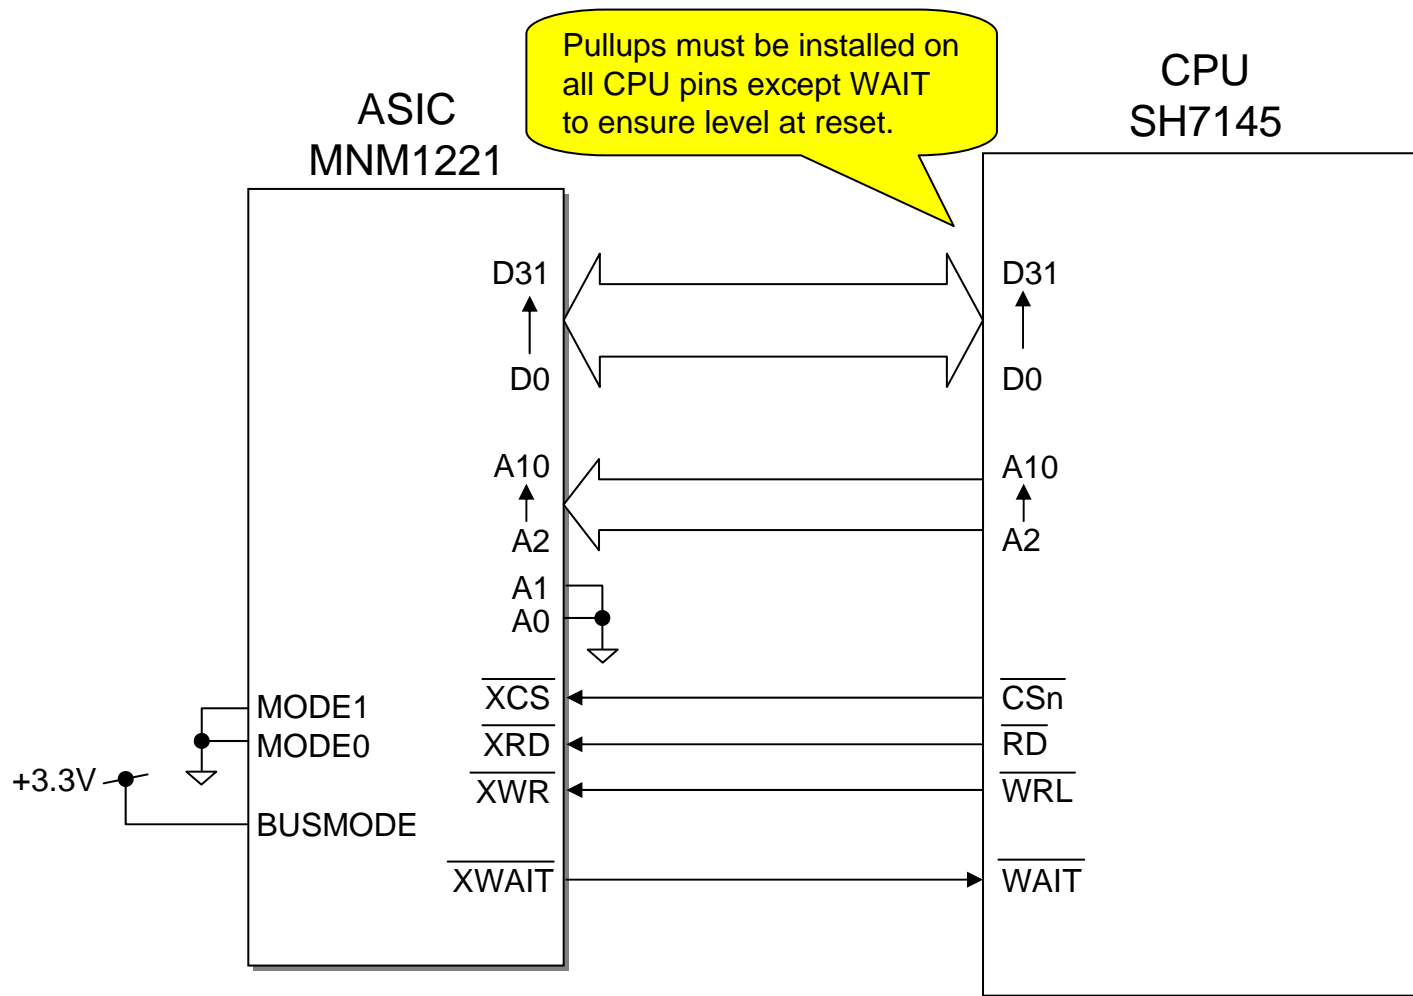 Pullups must be installed on
all CPU pins except WAIT
to ensure level at reset.
ASIC
MNM1221
CPU
SH7145
D31
D0
A10
A2
A1
A0
XCS
XRD
XWR
XWAIT
MODE1
MODE0
+3.3V
BUSMODE
D31
D0
A10
A2
CSn
RD
WRL
WAIT